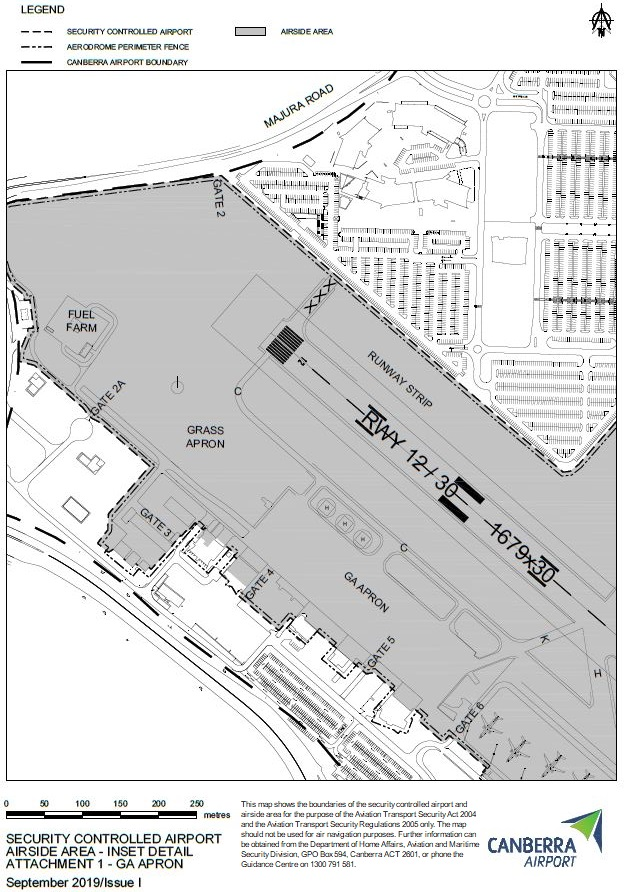 LEGEND
SECURITY CONTROLLED AIRPORT
AIRSIDE AREA
AERODROME PERIMETER FENCE
CANBERRA AIRPORT BOUNDARY
N
MAJURA ROAD
GATE 2
FUEL
FARM
GATE 2A
12
RUNWAY STRIP
C
GRASS
APRON
RWY 12 / 30
1679x30
GATE 3
H
H
H
C
GATE 4
GA APRON
K
GATE 5
H
GATE 6
0 50 100 150 200 250
metres
SECURITY CONTROLLED AIRPORT
AIRSIDE AREA - INSET DETAIL
ATTACHMENT 1 - GA APRON
September 2019/Issue I
This map shows the boundaries of the security controlled airport and
airside area for the purpose of the Aviation Transport Security Act 2004
and the Aviation Transport Security Regulations 2005 only. The map
should not be used for air navigation purposes. Further information can
be obtained from the Department of Home Affairs, Aviation and Maritime
Security Division, GPO Box 594, Canberra ACT 2601, or phone the
Guidance Centre on 1300 791 581.
CANBERRA
AIRPORT